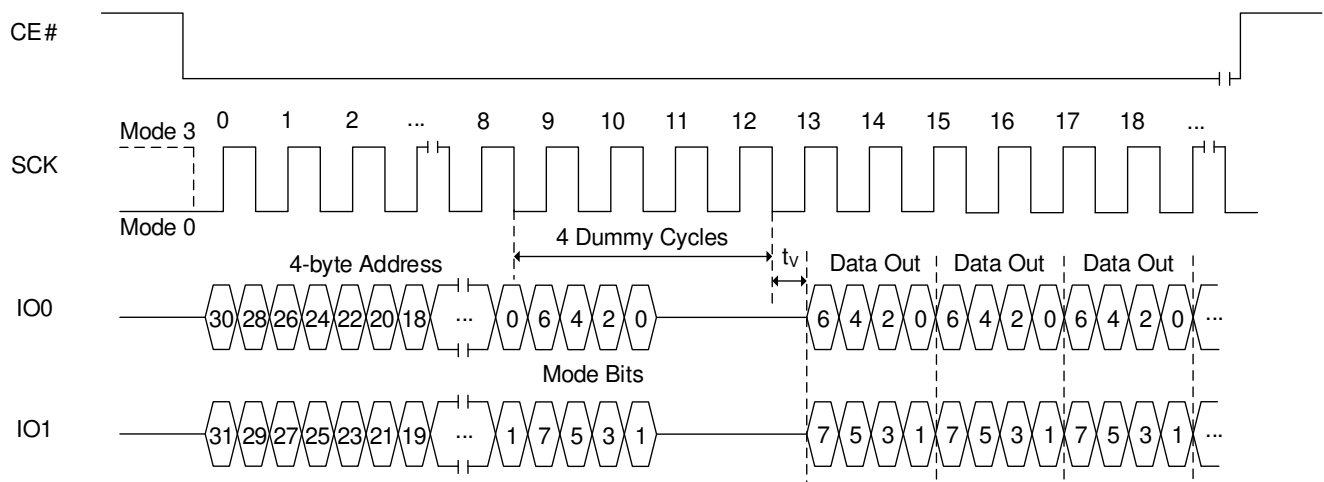 CE#
0 1 2 ... 8 9 10 11 12 13 14 15 16 17 18 ...
Mode 3
SCK
Mode 0
4 Dummy Cycles
4-byte Address
tV
Data Out Data Out Data Out
IO0 30 28 26 24 22 20 18 ... 0 6 4 2 0 6 4 2 0 6 4 2 0 6 4 2 0 ...
Mode Bits
IO1 31 29 27 25 23 21 19 ... 1 7 5 3 1 7 5 3 1 7 5 3 1 7 5 3 1 ...